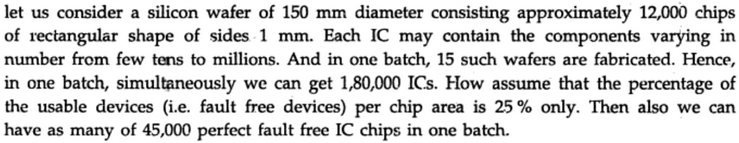 let us consider a silicon wafer of 150 mm diameter consisting approximately 12,000 chips
of rectangular shape of sides 1 mm. Each IC may contain the components varying in
number from few tens to millions. And in one batch, 15 such wafers are fabricated. Hence,
in one batch, simultaneously we can get 1,80,000 ICs. How assume that the percentage of
the usable devices (i.e. fault free devices) per chip area is 25 % only. Then also we can
have as many of 45,000 perfect fault free IC chips in one batch.